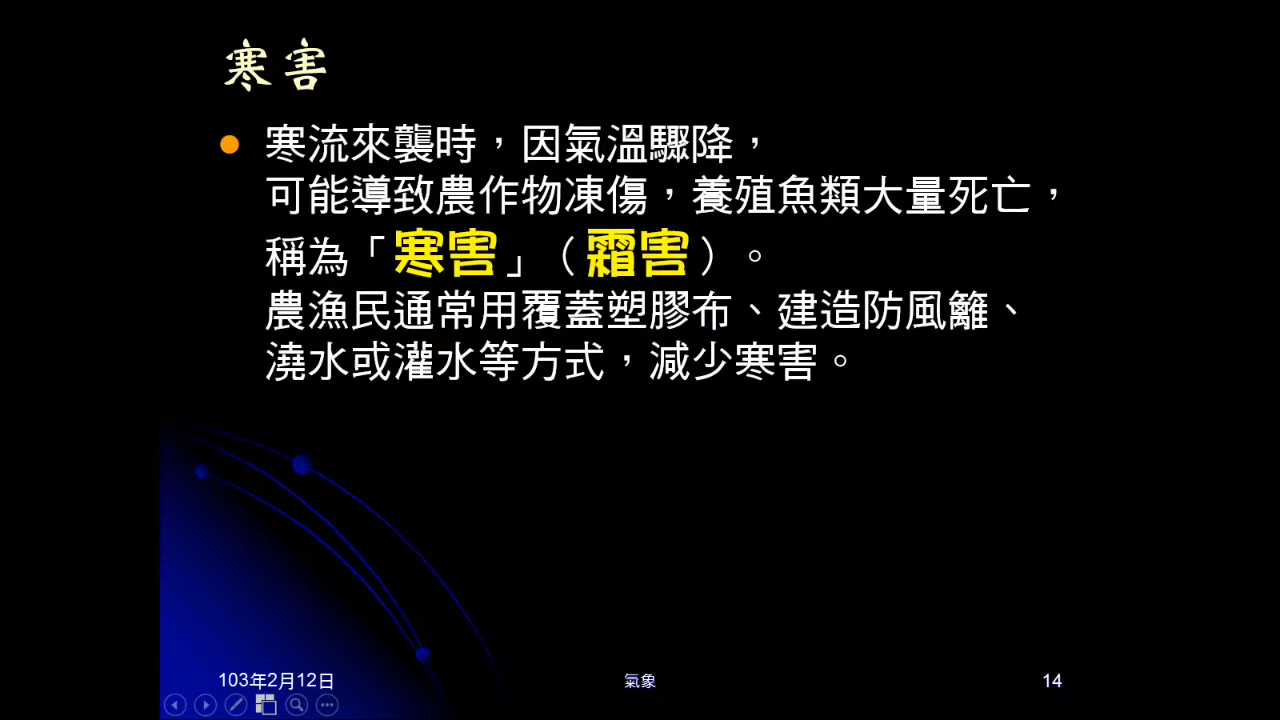 寒害
寒流來襲時，因氣溫驟降，
可能導致農作物凍傷，養殖魚類大量死亡，
稱為「寒害」（霜害）。
農漁民通常用覆蓋塑膠布、建造防風籬、
澆水或灌水等方式，減少寒害。
103年2月12日
氣象
14